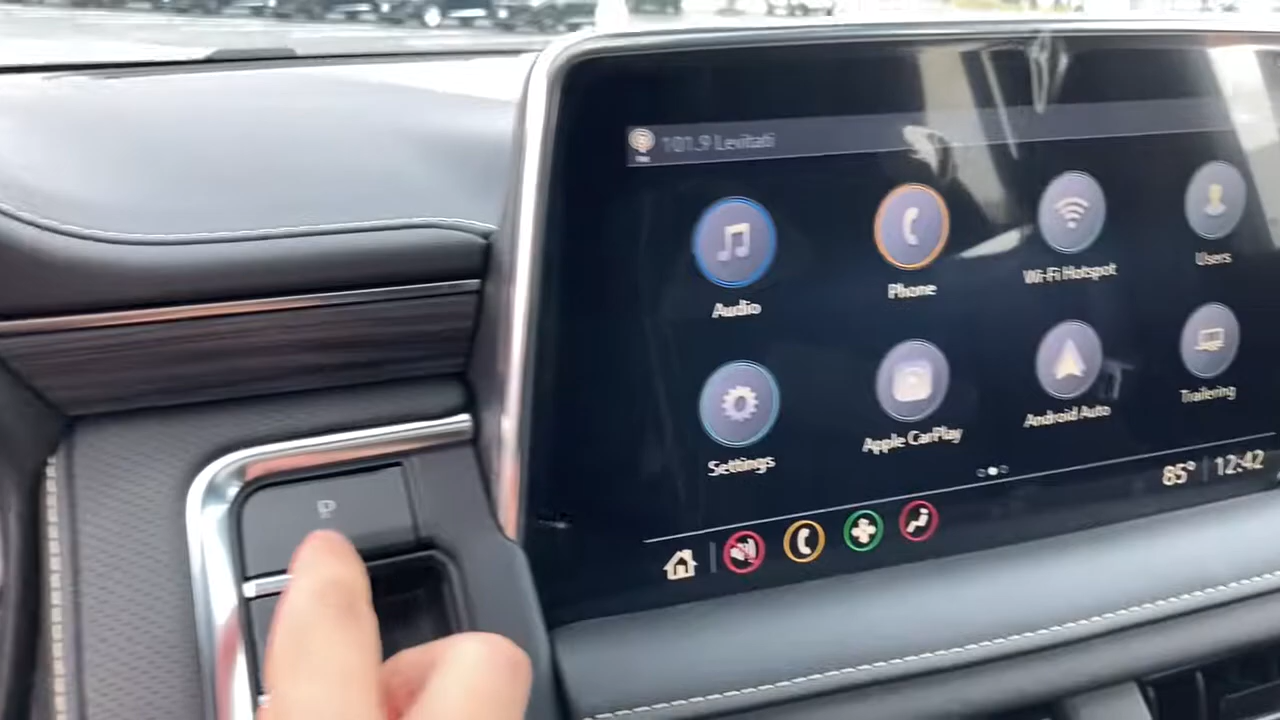 101.9 Levitati
Audio
Phone
Wi-Fi Hotspot
Users
Settings
Apple CarPlay
Android Auto
Trailering
85° 12:42
P